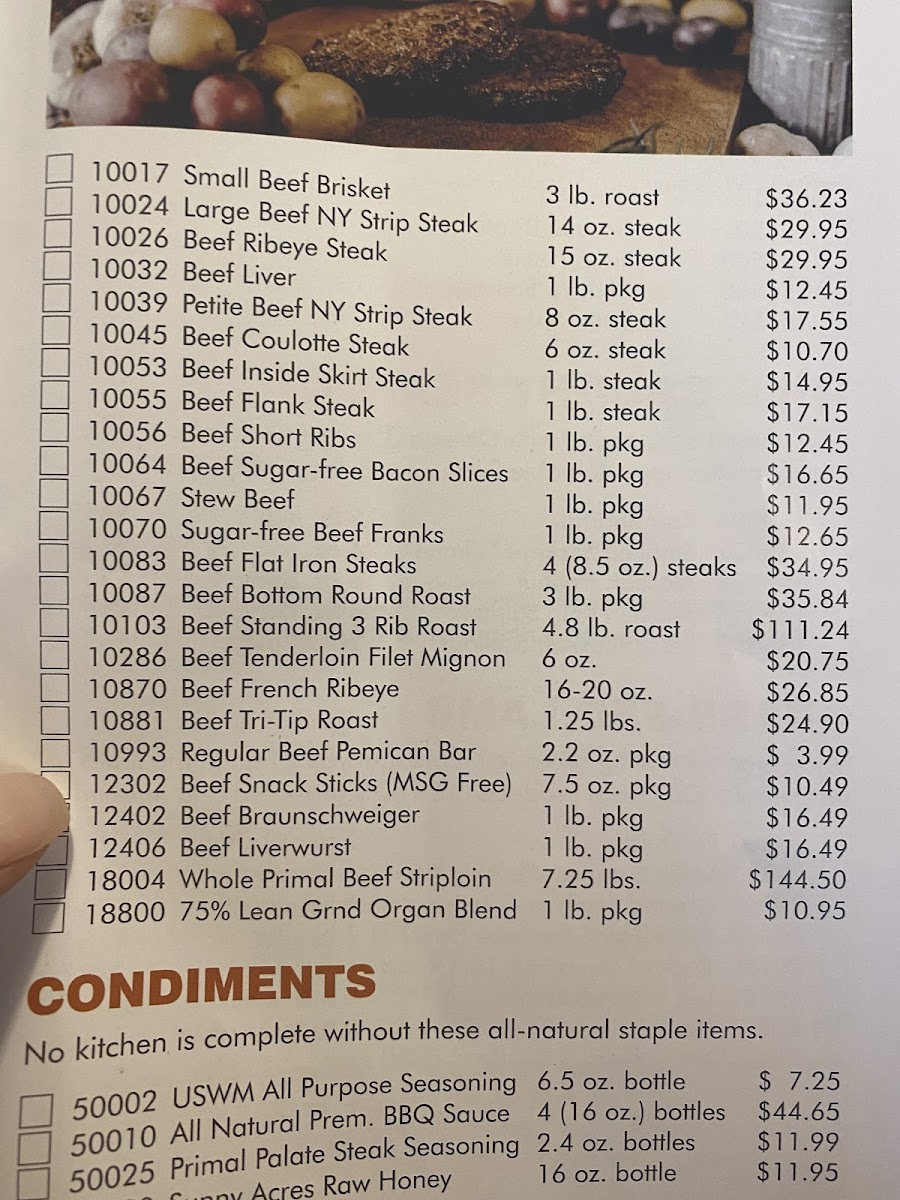 10017 Small Beef Brisket 3 lb. roast $36.23
10024 Large Beef NY Strip Steak 14 oz. steak $29.95
10026 Beef Ribeye Steak 15 oz. steak $29.95
10032 Beef Liver 1 lb. pkg $12.45
10039 Petite Beef NY Strip Steak 8 oz. steak $17.55
10045 Beef Coulotte Steak 6 oz. steak $10.70
10053 Beef Inside Skirt Steak 1 lb. steak $14.95
10055 Beef Flank Steak 1 lb. steak $17.15
10056 Beef Short Ribs 1 lb. pkg $12.45
10064 Beef Sugar-free Bacon Slices 1 lb. pkg $16.65
10067 Stew Beef 1 lb. pkg $11.95
10070 Sugar-free Beef Franks 1 lb. pkg $12.65
10083 Beef Flat Iron Steaks 4 (8.5 oz.) steaks $34.95
10087 Beef Bottom Round Roast 3 lb. pkg $35.84
10103 Beef Standing 3 Rib Roast 4.8 lb. roast $111.24
10286 Beef Tenderloin Filet Mignon 6 oz. $20.75
10870 Beef French Ribeye 16-20 oz. $26.85
10881 Beef Tri-Tip Roast 1.25 lbs. $24.90
10993 Regular Beef Pemican Bar 2.2 oz. pkg $ 3.99
12302 Beef Snack Sticks (MSG Free) 7.5 oz. pkg $10.49
12402 Beef Braunschweiger 1 lb. pkg $16.49
12406 Beef Liverwurst 1 lb. pkg $16.49
18004 Whole Primal Beef Striploin 7.25 lbs. $144.50
18800 75% Lean Grnd Organ Blend 1 lb. pkg $10.95
CONDIMENTS
No kitchen is complete without these all-natural staple items.
50002 USWM All Purpose Seasoning 6.5 oz. bottle $ 7.25
50010 All Natural Prem. BBQ Sauce 4 (16 oz.) bottles $44.65
50025 Primal Palate Steak Seasoning 2.4 oz. bottles $11.99
Sunny Acres Raw Honey 16 oz. bottle $11.95